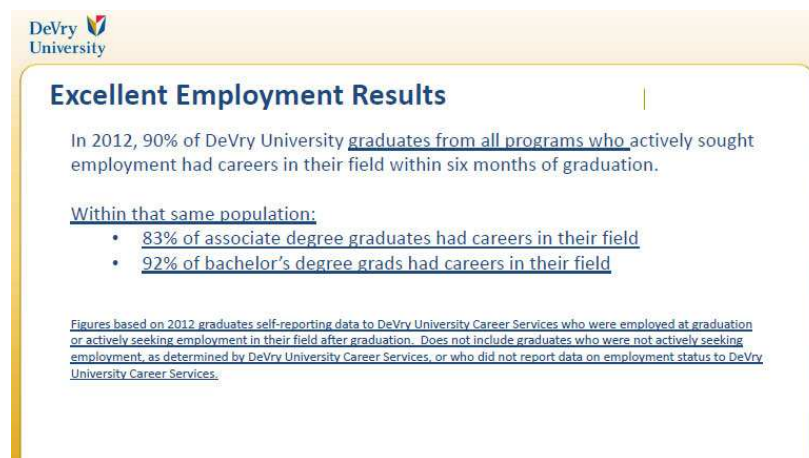 DeVry
University
Excellent Employment Results
In 2012, 90% of DeVry University graduates from all programs who actively sought
employment had careers in their field within six months of graduation.
Within that same population:
• 83% of associate degree graduates had careers in their field
• 92% of bachelor's degree grads had careers in their field
Figures based on 2012 graduates self-reporting data to DeVry University Career Services who were employed at graduation
or actively seeking employment in their field after graduation. Does not include graduates who were not actively seeking
employment, as determined by DeVry University Career Services, or who did not report data on employment status to DeVry
University Career Services.